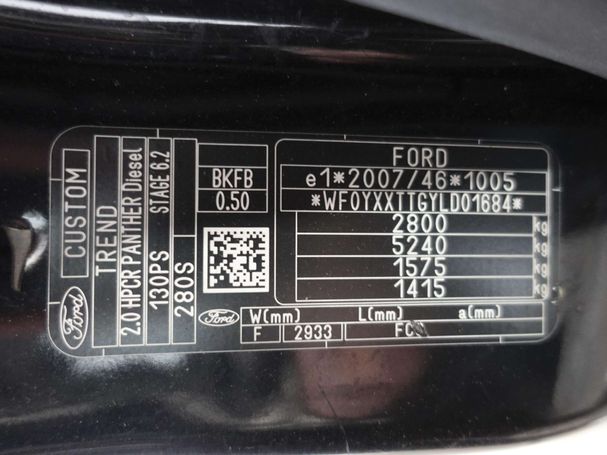 FORD
e1*2007/46*1005
*WF0YXXTTGYLD01684*
2800 kg
5240 kg
1575 kg
1415 kg
W(mm) L(mm) a(mm)
F 2933
BKFB
0.50
Ford
CUSTOM
TREND
2.0 HPCR PANTHER Diesel
130PS STAGE 6.2
280S
Ford